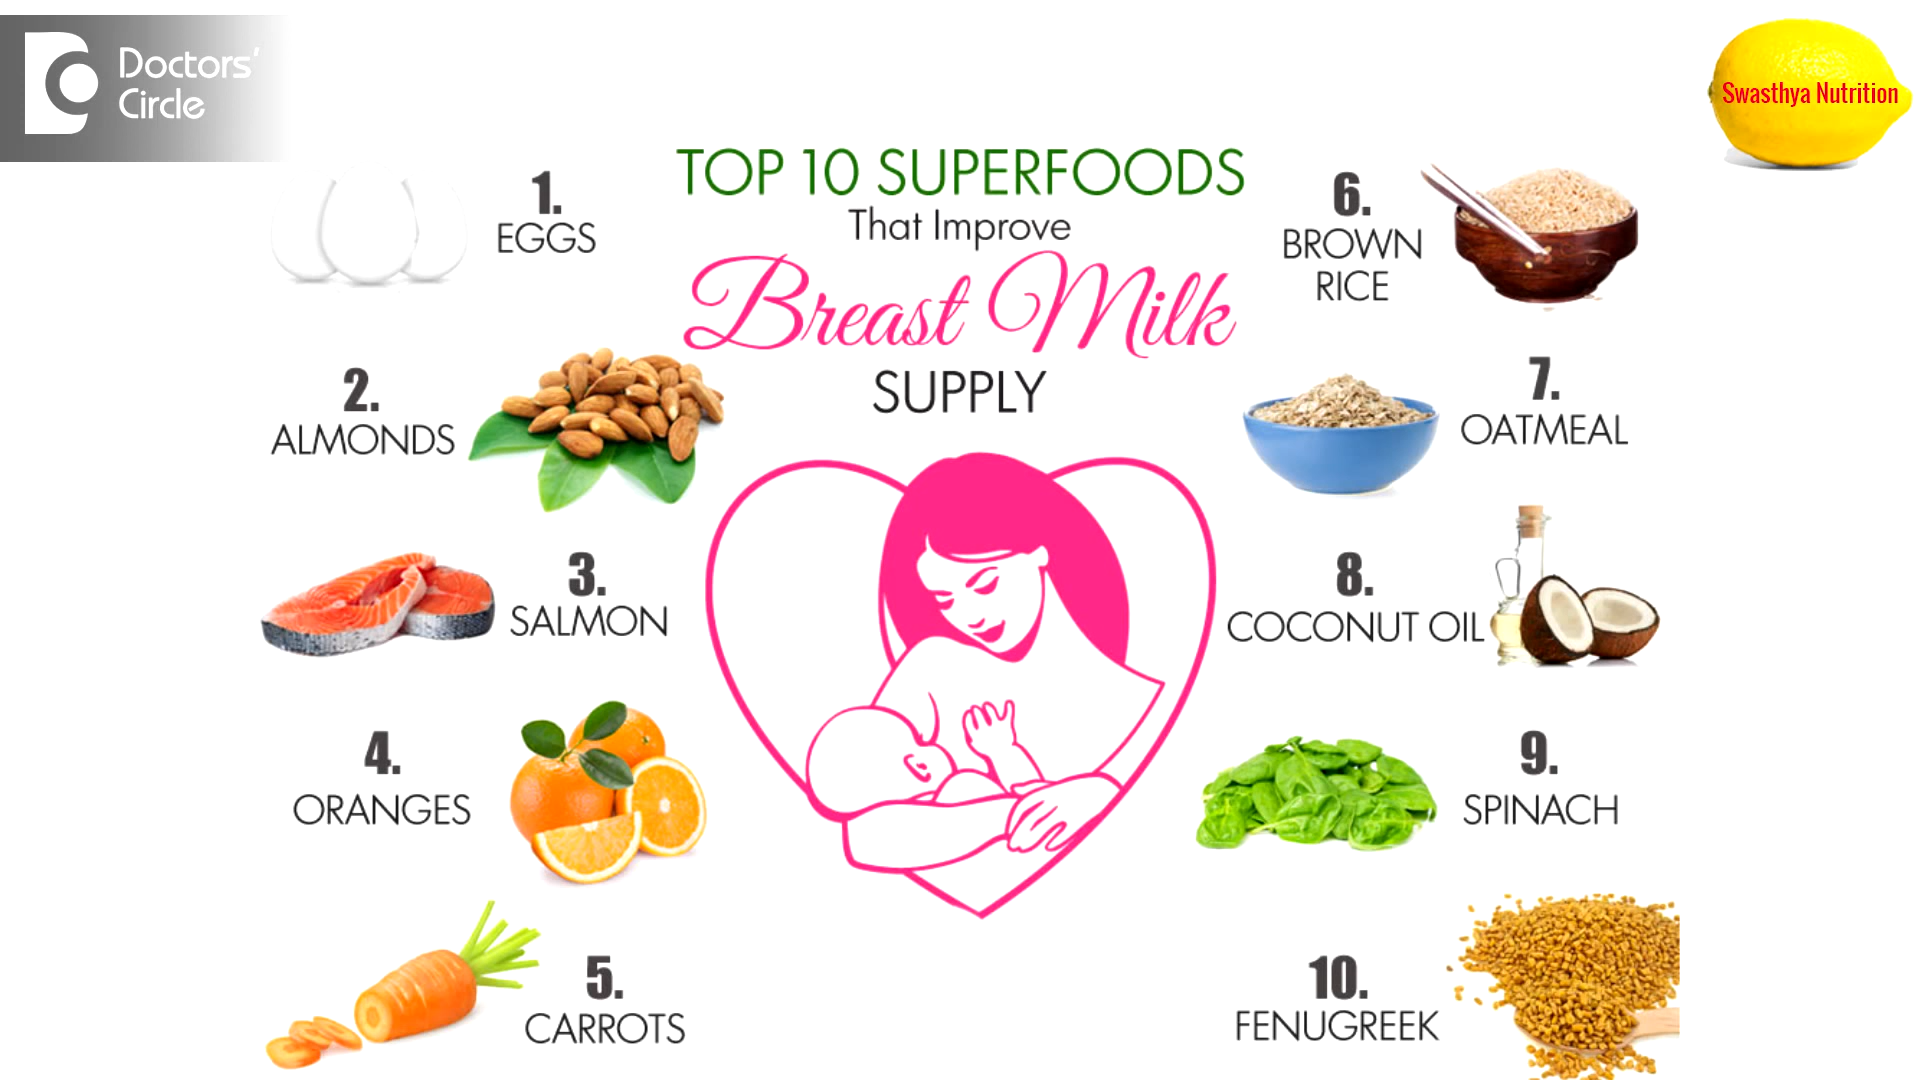 Doctors'
Circle
Swasthya Nutrition
TOP 10 SUPERFOODS
That Improve
Breast Milk
SUPPLY
1.
EGGS
2.
ALMONDS
3.
SALMON
4.
ORANGES
5.
CARROTS
6.
BROWN
RICE
7.
OATMEAL
8.
COCONUT OIL
9.
SPINACH
10.
FENUGREEK